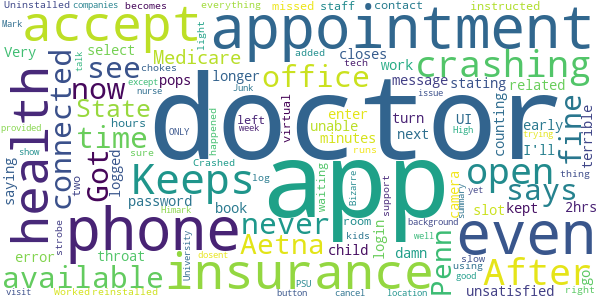 Uninstalled companies becomes everything missed staff contact instructed
Mark light
accept appointment
Very background select Medicare closes added tech work
talk chokes crashing
health connected see office message stating related
except nurse now pops longer
State Junk left virtual happened turn UI counting early fine
ONLY hours week doctor enter unable minutes next issue High I'll terrible
time Got logged
saying two sure Crashed log runs trying
provided Keeps app open says thing
show password waiting Bizarre support camera summary yet
phone book never room login slot kept 2hrs even
error strobe Himark University Aetna kids background
child damn Penn After
throat dosent well slow using go!
available insurance unsatisfied good right
visit Worked reinstalled PSU button cancel location